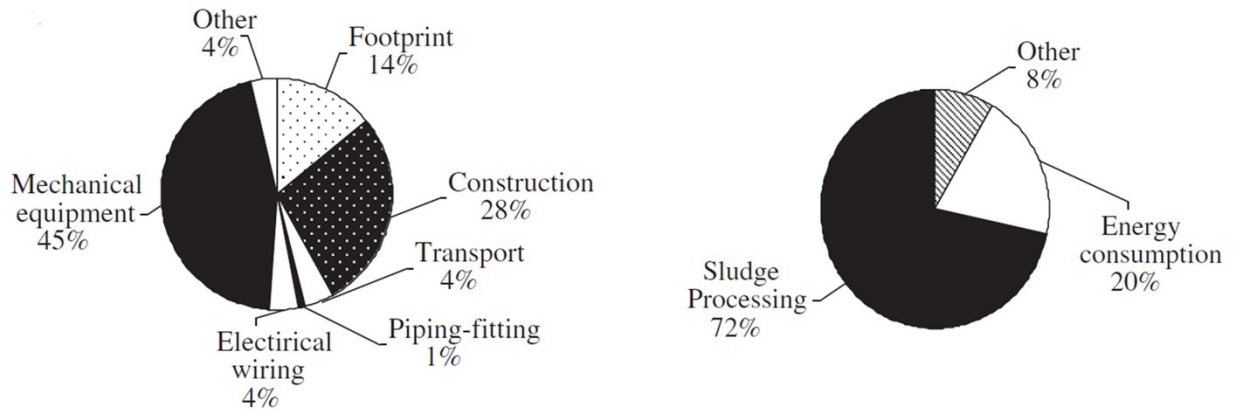 Other
4%
Footprint
14%
Construction
28%
Transport
4%
Piping-fitting
1%
Electirical
wiring
4%
Mechanical
equipment
45%
Other
8%
Energy
consumption
20%
Sludge
Processing
72%